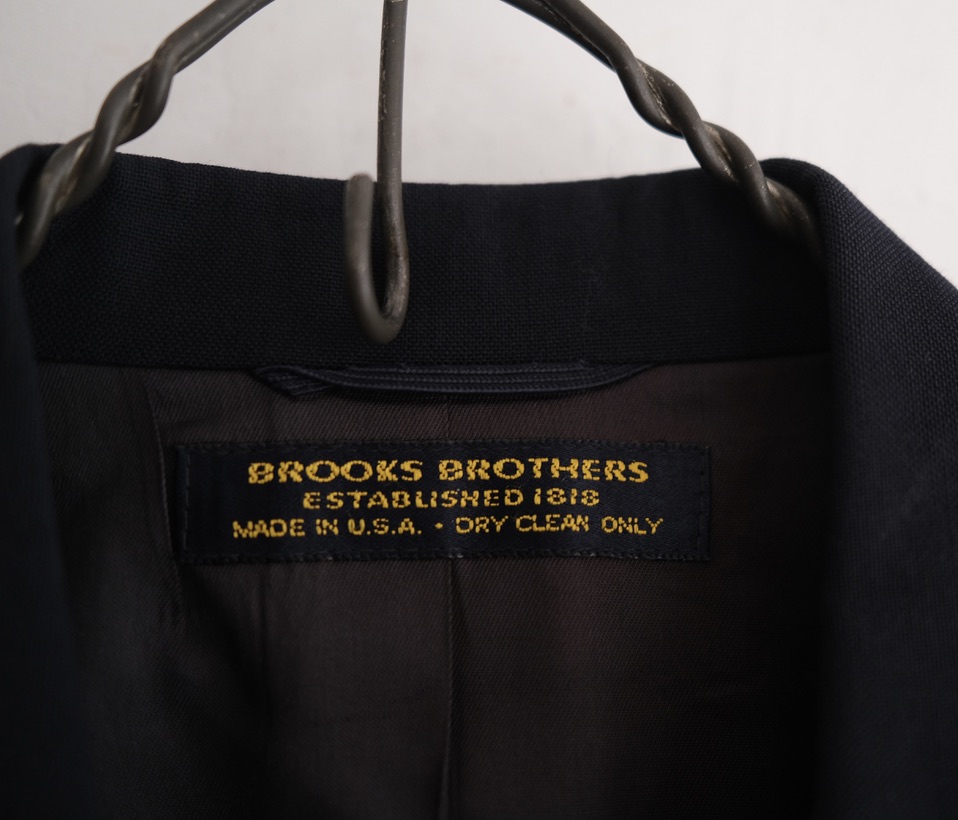 BROOKS BROTHERS
ESTABLISHED 1818
MADE IN U.S.A. • DRY CLEAN ONLY